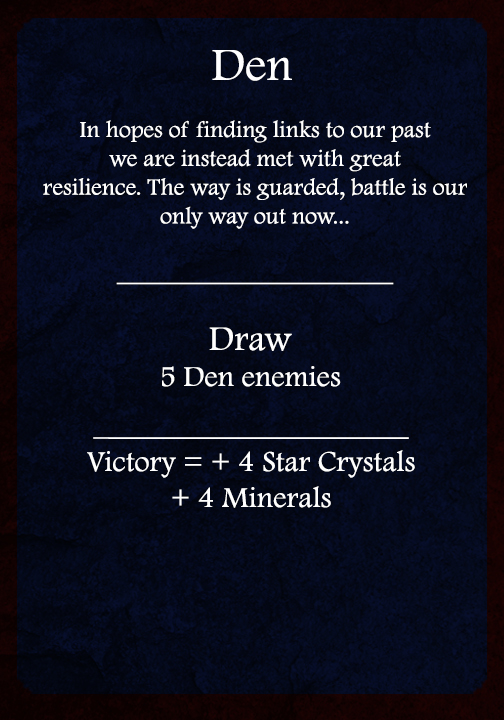 Den
In hopes of finding links to our past
we are instead met with great
resilience. The way is guarded, battle is our
only way out now...
Draw
5 Den enemies
Victory = + 4 Star Crystals
+ 4 Minerals